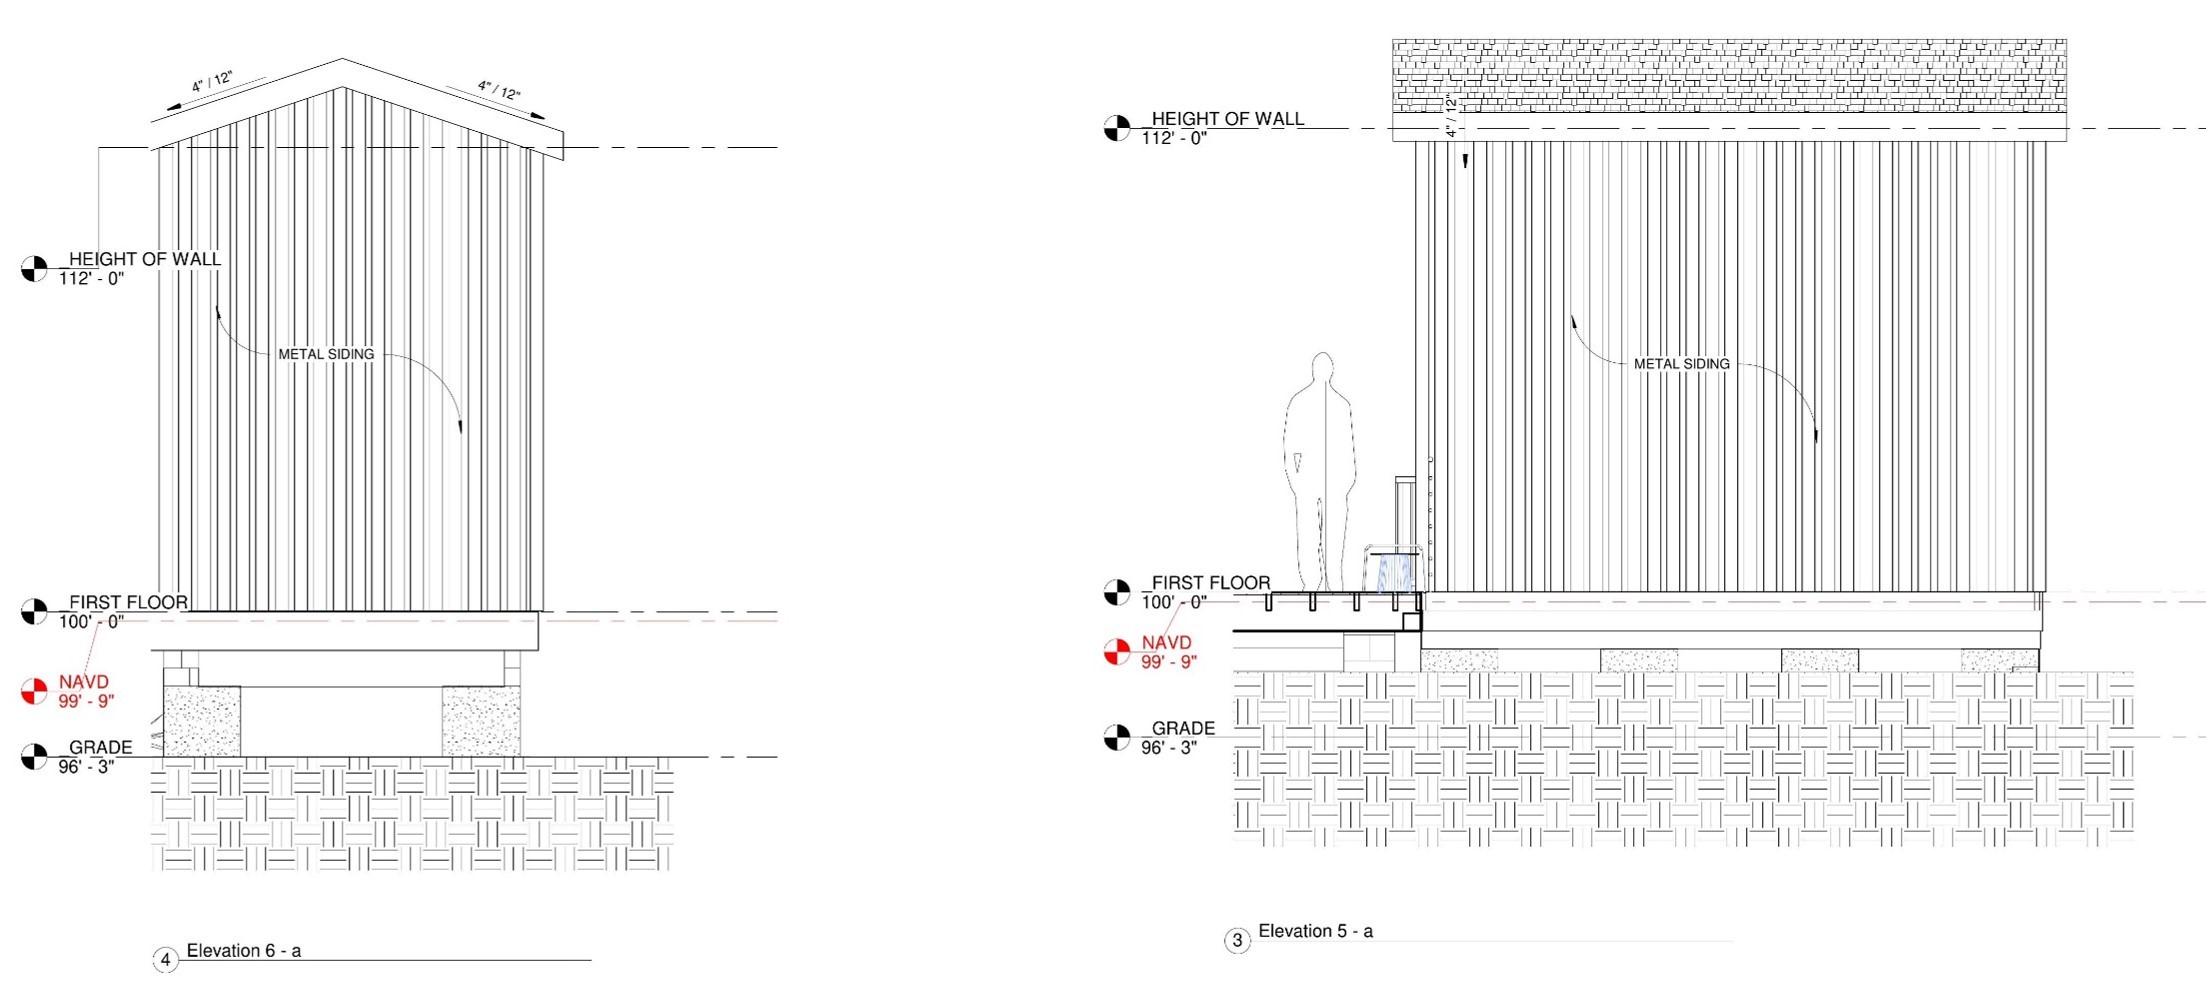 4" / 12"
4" / 12"
HEIGHT OF WALL
112' - 0"
METAL SIDING
FIRST FLOOR
100' - 0"
NAVD
99' - 9"
GRADE
96' - 3"
4 Elevation 6 - a
HEIGHT OF WALL
112' - 0"
4" / 12"
METAL SIDING
FIRST FLOOR
100' - 0"
NAVD
99' - 9"
GRADE
96' - 3"
3 Elevation 5 - a